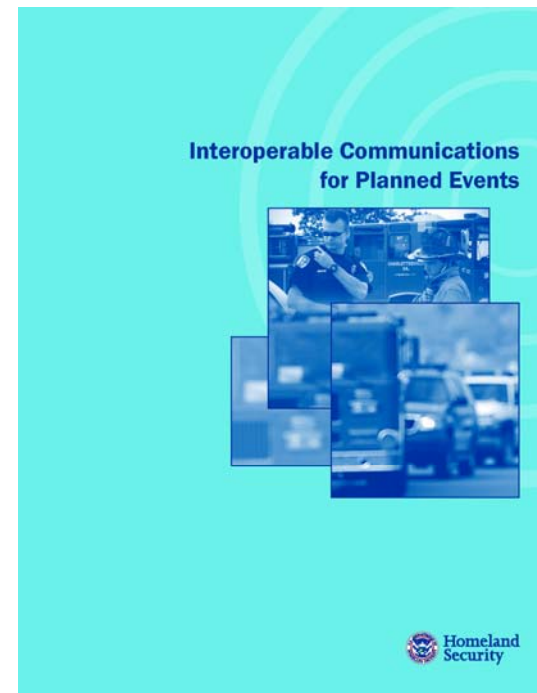 Interoperable Communications
for Planned Events
Homeland
Security